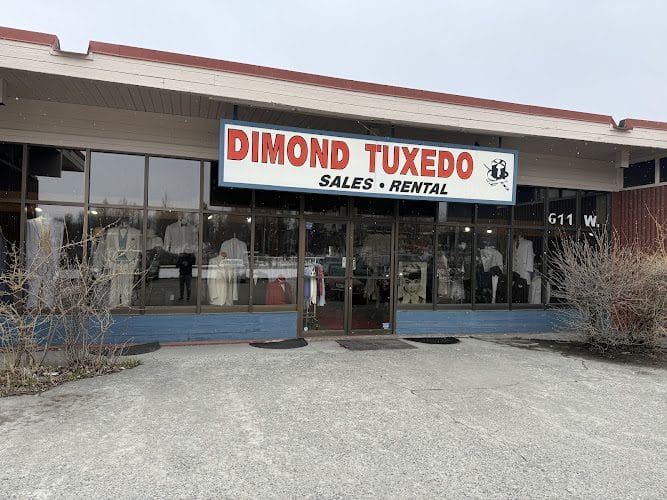 DIMOND TUXEDO
SALES • RENTAL
611 W.